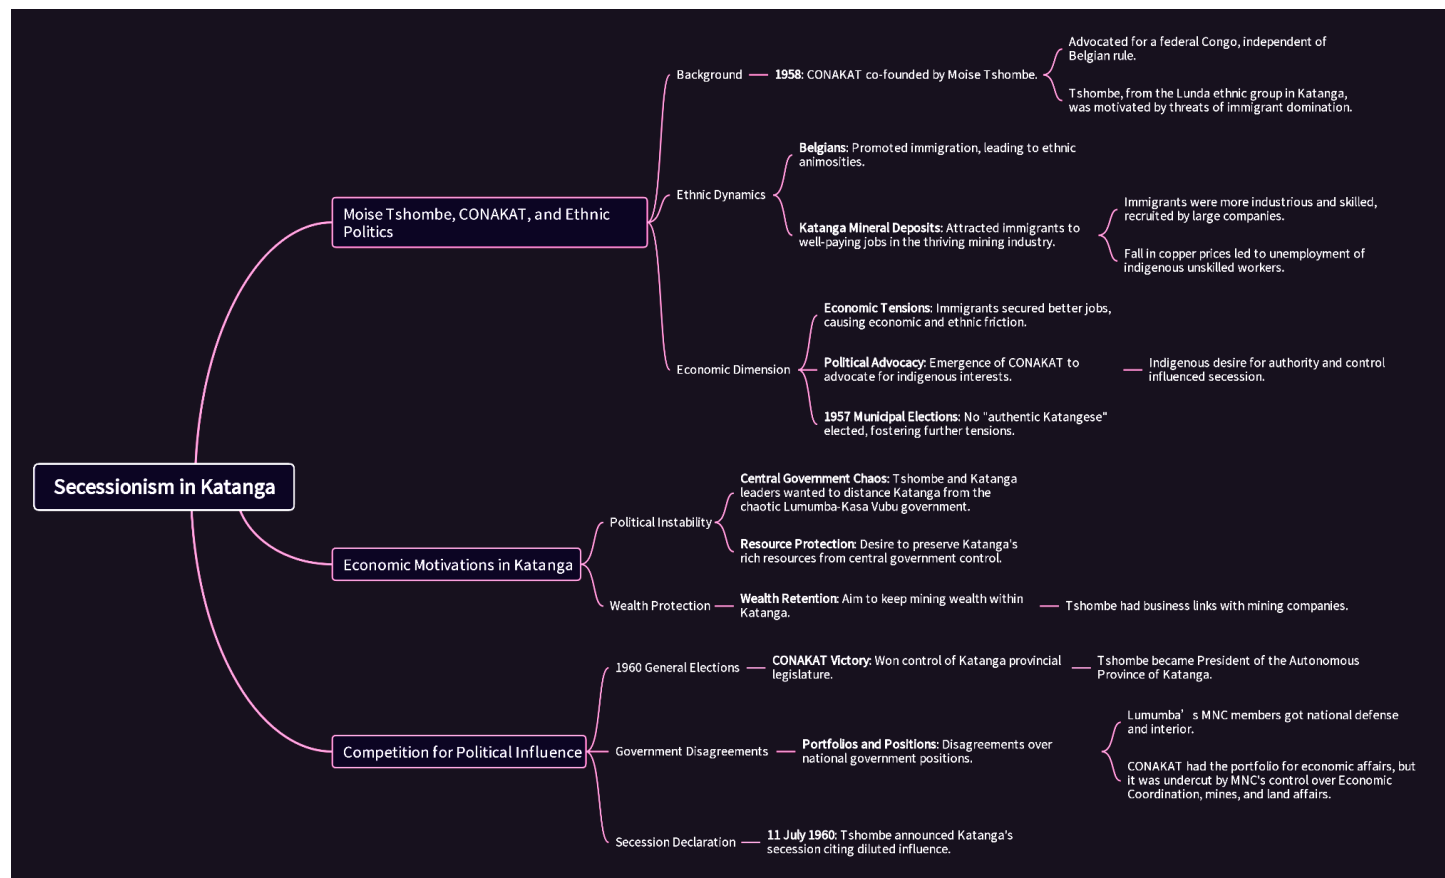 Secessionism in Katanga
Moise Tshombe, CONAKAT, and Ethnic
Politics
Background
1958: CONAKAT co-founded by Moise Tshombe.
Advocated for a federal Congo, independent of
Belgian rule.
Tshombe, from the Lunda ethnic group in Katanga,
was motivated by threats of immigrant domination.
Ethnic Dynamics
Belgians: Promoted immigration, leading to ethnic
animosities.
Katanga Mineral Deposits: Attracted immigrants to
well-paying jobs in the thriving mining industry.
Immigrants were more industrious and skilled,
recruited by large companies.
Fall in copper prices led to unemployment of
indigenous unskilled workers.
Economic Dimension
Economic Tensions: Immigrants secured better jobs,
causing economic and ethnic friction.
Political Advocacy: Emergence of CONAKAT to
advocate for indigenous interests.
Indigenous desire for authority and control
influenced secession.
1957 Municipal Elections: No "authentic Katangese"
elected, fostering further tensions.
Economic Motivations in Katanga
Political Instability
Central Government Chaos: Tshombe and Katanga
leaders wanted to distance Katanga from the
chaotic Lumumba-Kasa Vubu government.
Resource Protection: Desire to preserve Katanga's
rich resources from central government control.
Wealth Protection
Wealth Retention: Aim to keep mining wealth within
Katanga.
Tshombe had business links with mining companies.
Competition for Political Influence
1960 General Elections
CONAKAT Victory: Won control of Katanga provincial
legislature.
Tshombe became President of the Autonomous
Province of Katanga.
Government Disagreements
Portfolios and Positions: Disagreements over
national government positions.
Lumumba’s MNC members got national defense
and interior.
CONAKAT had the portfolio for economic affairs, but
it was undercut by MNC's control over Economic
Coordination, mines, and land affairs.
Secession Declaration
11 July 1960: Tshombe announced Katanga's
secession citing diluted influence.